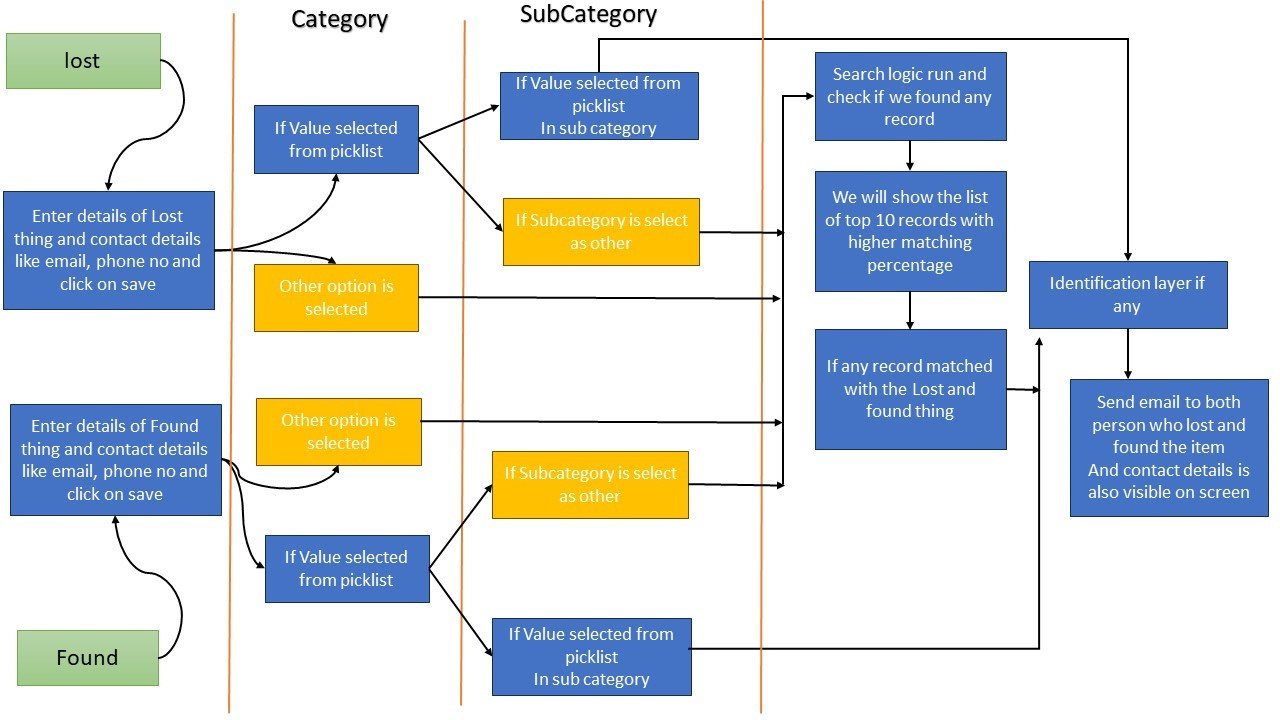 Category
SubCategory
lost
Enter details of Lost
thing and contact details
like email, phone no and
click on save
If Value selected
from picklist
Other option is
selected
If Value selected from
picklist
In sub category
If Subcategory is select
as other
Search logic run and
check if we found any
record
We will show the list
of top 10 records with
higher matching
percentage
If any record matched
with the Lost and
found thing
Identification layer if
any
Send email to both
person who lost and
found the item
And contact details is
also visible on screen
Enter details of Found
thing and contact details
like email, phone no and
click on save
Other option is
selected
If Subcategory is select
as other
If Value selected
from picklist
If Value selected from
picklist
In sub category
Found